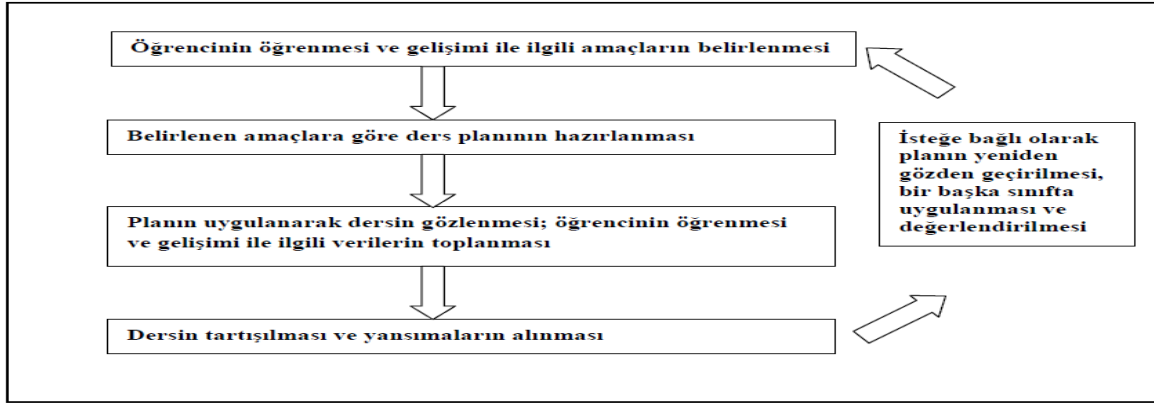 Öğrencinin öğrenmesi ve gelişimi ile ilgili amaçların belirlenmesi
Belirlenen amaçlara göre ders planının hazırlanması
Planın uygulanarak dersin gözlenmesi; öğrencinin öğrenmesi
ve gelişimi ile ilgili verilerin toplanması
Dersin tartışılması ve yansımaların alınması
İsteğe bağlı olarak
planın yeniden
gözden geçirilmesi,
bir başka sınıfta
uygulanması ve
değerlendirilmesi